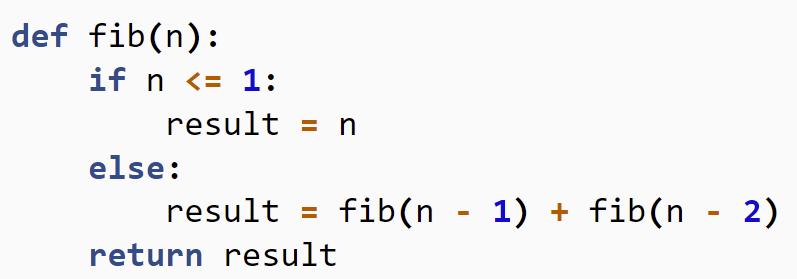 def fib(n):
    if n <= 1:
        result = n
    else:
        result = fib(n - 1) + fib(n - 2)
    return result